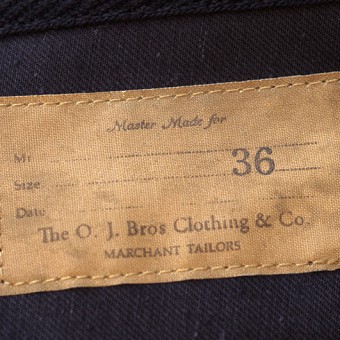 Master Made for
Mr
Size 36
Date
The O. J. Bros Clothing & Co.
MARCHANT TAILORS